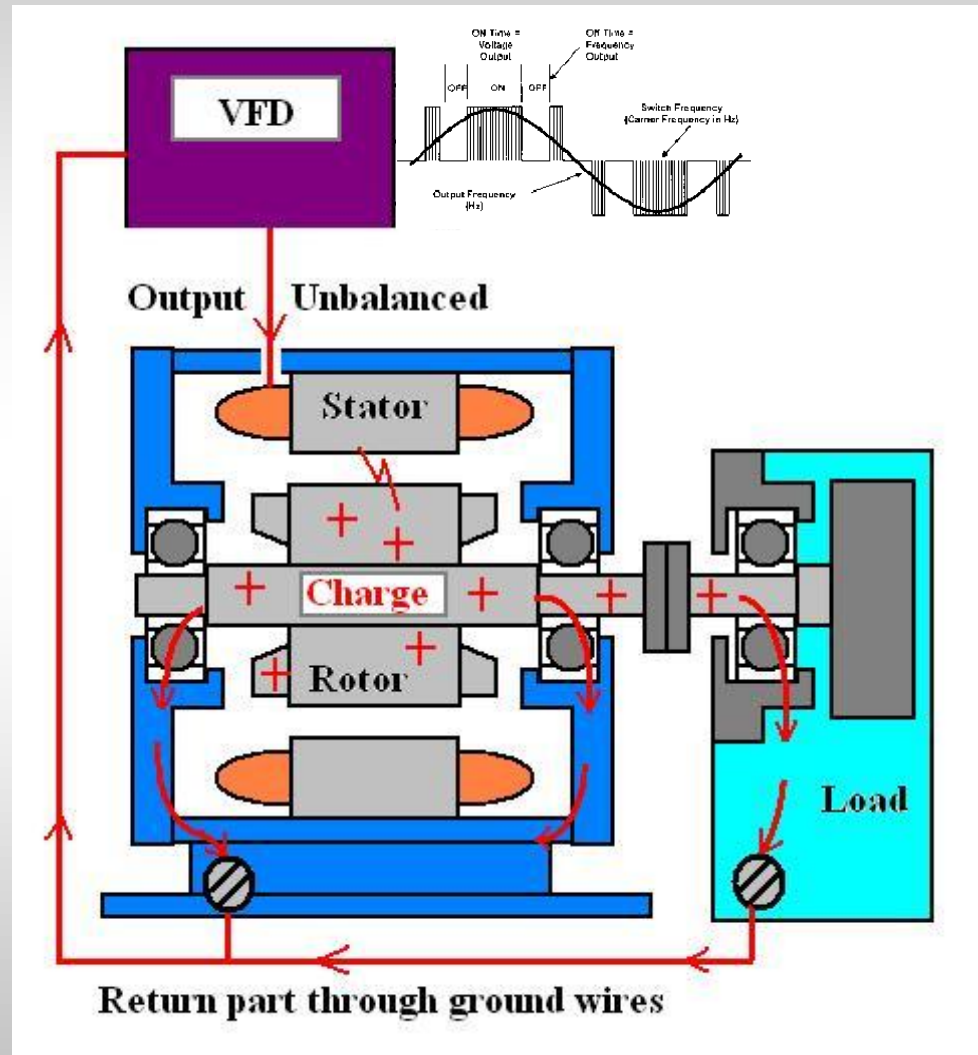 ON Time =
Voltage
Output
Off Time =
Frequency
Output
VFD
OFF
ON
OFF
Switch Frequency
(Carrier Frequency in Hz)
Output Frequency
(Hz)
Output
Unbalanced
Stator
Charge
Rotor
Load
Return part through ground wires